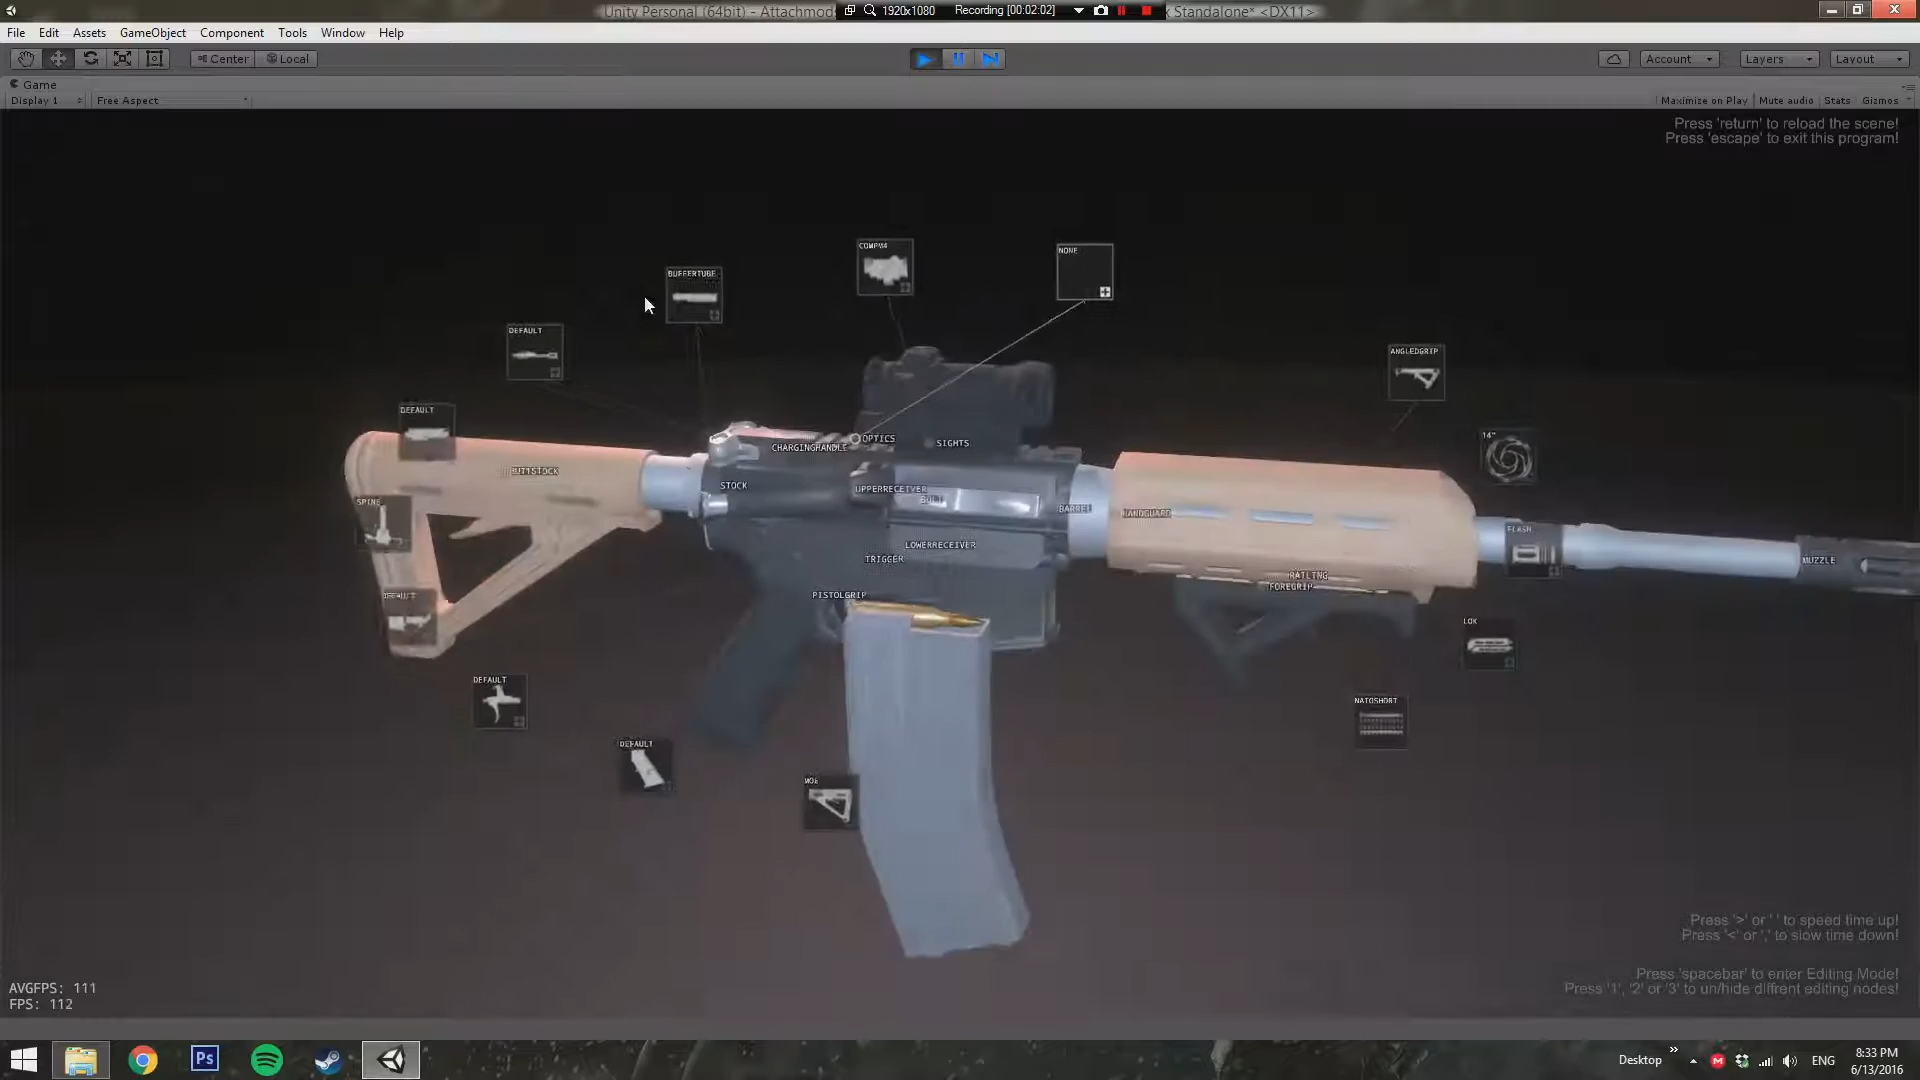 Unity Personal (64bit) - Attachmod
1920x1080
Recording [00:02:02]
x Standalone* <DX11>
File Edit Assets GameObject Component Tools Window Help
Center Local
Account Layers Layout
Game
Display 1 Free Aspect
Maximize on Play Mute audio Stats Gizmos
Press 'return' to reload the scene!
Press 'escape' to exit this program!
COMPM4
NONE
BUFFERTUBE
DEFAULT
ANGLEDGRIP
DEFAULT
14"
OPTICS
SIGHTS
CHARGINGHANDLE
BUTTSTOCK
STOCK
UPPERRECEIVER
BOLT
SPINE
BARREL
HANDGUARD
FLASH
LOWERRECEIVER
TRIGGER
MUZZLE
RAILING
FOREGRIP
PISTOLGRIP
DEFAULT
LOK
DEFAULT
NATOSHORT
DEFAULT
MOE
Press '>' or '.' to speed time up!
Press '<' or ',' to slow time down!
Press 'spacebar' to enter Editing Mode!
Press '1', '2' or '3' to un/hide diffrent editing nodes!
AVGFPS: 111
FPS: 112
Ps
Desktop
ENG
8:33 PM
6/13/2016